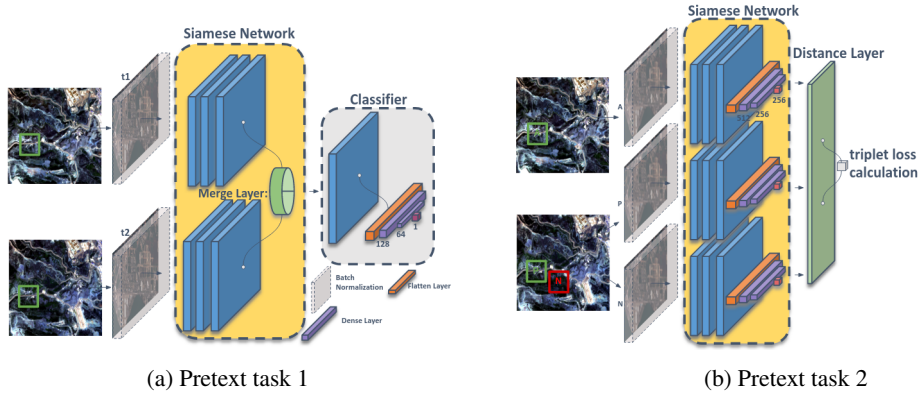 Siamese Network
t1
Classifier
Merge Layer:
t2
128
64
1
Batch
Normalization
Flatten Layer
Dense Layer
(a) Pretext task 1
Siamese Network
Distance Layer
A
P
N
N
512
256
256
triplet loss
calculation
(b) Pretext task 2